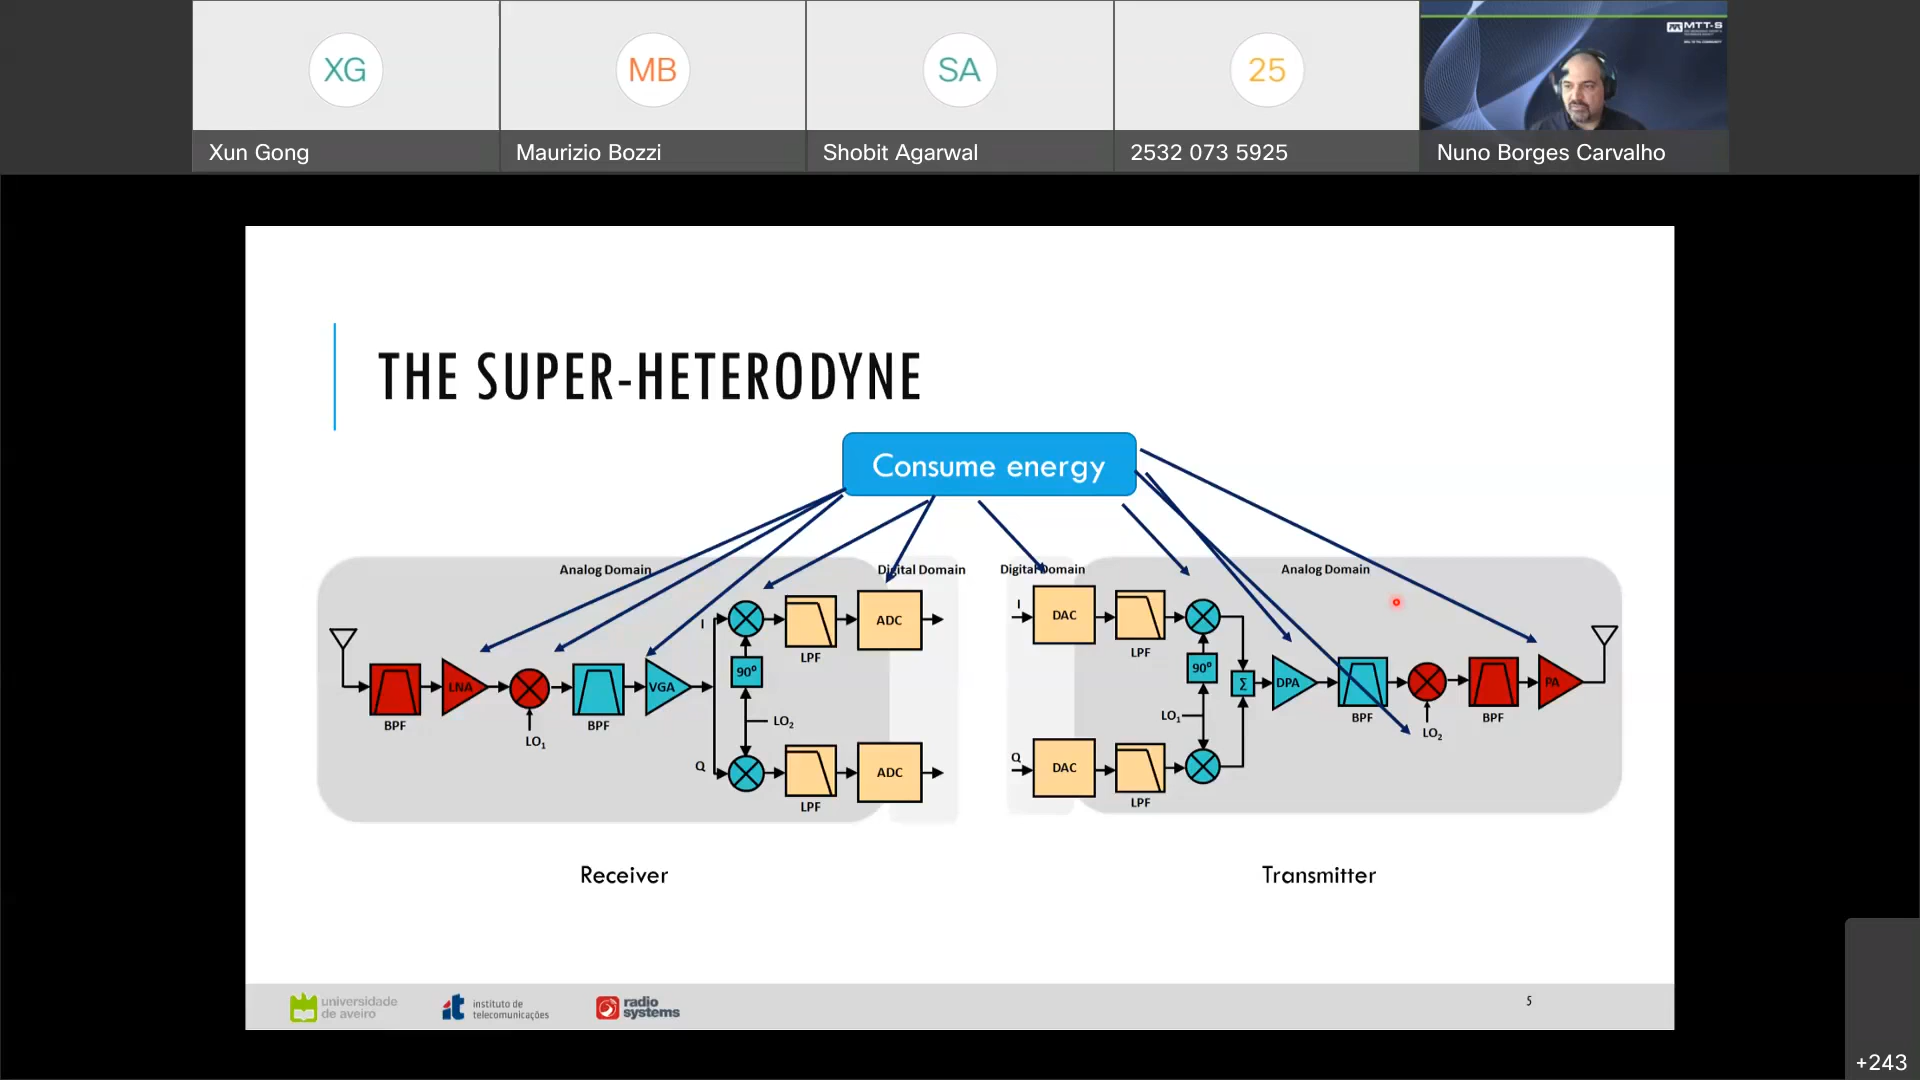 XG
MB
SA
25
MTT-S
Xun Gong
Maurizio Bozzi
Shobit Agarwal
2532 073 5925
Nuno Borges Carvalho
THE SUPER-HETERODYNE
Consume energy
Analog Domain
Digital Domain
Digital Domain
Analog Domain
I
ADC
LPF
90º
LNA
VGA
BPF
LO1
BPF
LO2
Q
ADC
LPF
I
DAC
LPF
90º
Σ
DPA
PA
LO1
BPF
LO2
BPF
Q
DAC
LPF
Receiver
Transmitter
universidade
de aveiro
it
instituto de
telecomunicações
radio
systems
5
+243